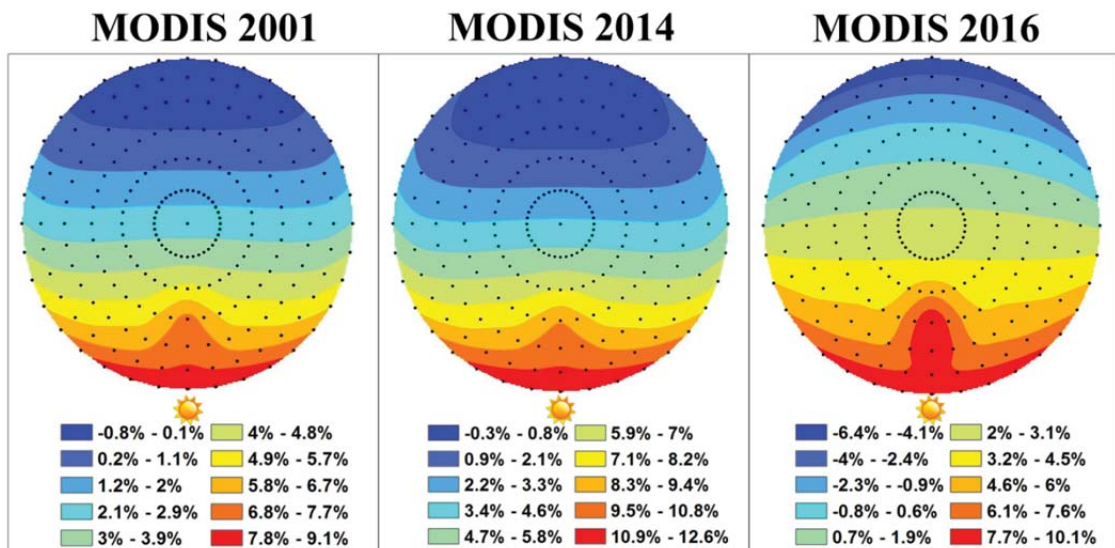 MODIS 2001 MODIS 2014 MODIS 2016
-0.8% - 0.1% 4% - 4.8% -0.3% - 0.8% 5.9% - 7% -6.4% - -4.1% 2% - 3.1%
0.2% - 1.1% 4.9% - 5.7% 0.9% - 2.1% 7.1% - 8.2% -4% - -2.4% 3.2% - 4.5%
1.2% - 2% 5.8% - 6.7% 2.2% - 3.3% 8.3% - 9.4% -2.3% - -0.9% 4.6% - 6%
2.1% - 2.9% 6.8% - 7.7% 3.4% - 4.6% 9.5% - 10.8% -0.8% - 0.6% 6.1% - 7.6%
3% - 3.9% 7.8% - 9.1% 4.7% - 5.8% 10.9% - 12.6% 0.7% - 1.9% 7.7% - 10.1%